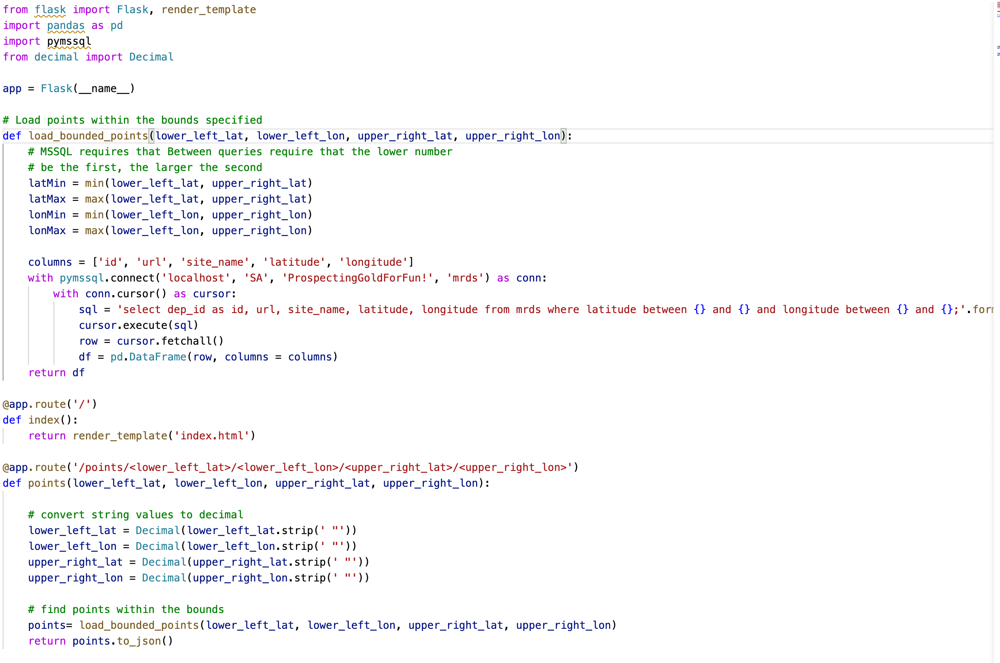 from flask import Flask, render_template
import pandas as pd
import pymssql
from decimal import Decimal

app = Flask(__name__)

# Load points within the bounds specified
def load_bounded_points(lower_left_lat, lower_left_lon, upper_right_lat, upper_right_lon):
    # MSSQL requires that Between queries require that the lower number
    # be the first, the larger the second
    latMin = min(lower_left_lat, upper_right_lat)
    latMax = max(lower_left_lat, upper_right_lat)
    lonMin = min(lower_left_lon, upper_right_lon)
    lonMax = max(lower_left_lon, upper_right_lon)

    columns = ['id', 'url', 'site_name', 'latitude', 'longitude']
    with pymssql.connect('localhost', 'SA', 'ProspectingGoldForFun!', 'mrds') as conn:
        with conn.cursor() as cursor:
            sql = 'select dep_id as id, url, site_name, latitude, longitude from mrds where latitude between {} and {} and longitude between {} and {};'.for
            cursor.execute(sql)
            row = cursor.fetchall()
            df = pd.DataFrame(row, columns = columns)
    return df

@app.route('/')
def index():
    return render_template('index.html')

@app.route('/points/<lower_left_lat>/<lower_left_lon>/<upper_right_lat>/<upper_right_lon>')
def points(lower_left_lat, lower_left_lon, upper_right_lat, upper_right_lon):

    # convert string values to decimal
    lower_left_lat = Decimal(lower_left_lat.strip(' "'))
    lower_left_lon = Decimal(lower_left_lon.strip(' "'))
    upper_right_lat = Decimal(upper_right_lat.strip(' "'))
    upper_right_lon = Decimal(upper_right_lon.strip(' "'))

    # find points within the bounds
    points= load_bounded_points(lower_left_lat, lower_left_lon, upper_right_lat, upper_right_lon)
    return points.to_json()